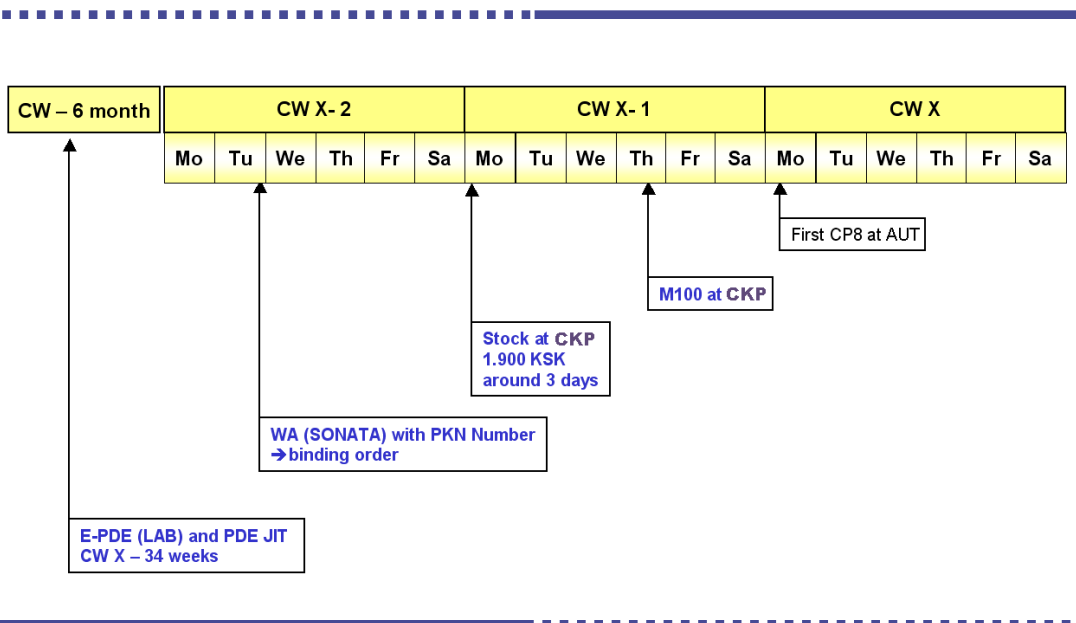 CW – 6 month
CW X- 2
CW X- 1
CW X
Mo Tu We Th Fr Sa Mo Tu We Th Fr Sa Mo Tu We Th Fr Sa
First CP8 at AUT
M100 at CKP
Stock at CKP
1.900 KSK
around 3 days
WA (SONATA) with PKN Number
➔binding order
E-PDE (LAB) and PDE JIT
CW X – 34 weeks